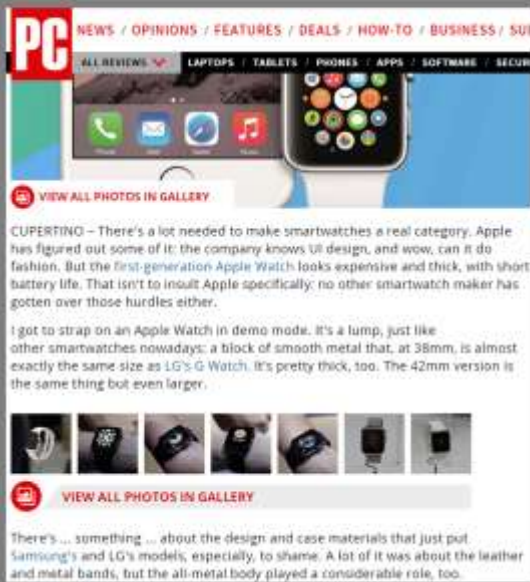 PC
NEWS / OPINIONS / FEATURES / DEALS / HOW-TO / BUSINESS / SU
ALL REVIEWS LAPTOPS / TABLETS / PHONES / APPS / SOFTWARE / SECUR
Phone Mail Safari Music
VIEW ALL PHOTOS IN GALLERY
CUPERTINO – There's a lot needed to make smartwatches a real category. Apple
has figured out some of it: the company knows UI design, and wow, can it do
fashion. But the first-generation Apple Watch looks expensive and thick, with short
battery life. That isn't to insult Apple specifically: no other smartwatch maker has
gotten over those hurdles either.
I got to strap on an Apple Watch in demo mode. It's a lump, just like
other smartwatches nowadays: a block of smooth metal that, at 38mm, is almost
exactly the same size as LG's G Watch. It's pretty thick, too. The 42mm version is
the same thing but even larger.
VIEW ALL PHOTOS IN GALLERY
There's ... something ... about the design and case materials that just put
Samsung's and LG's models, especially, to shame. A lot of it was about the leather
and metal bands, but the all-metal body played a considerable role, too.